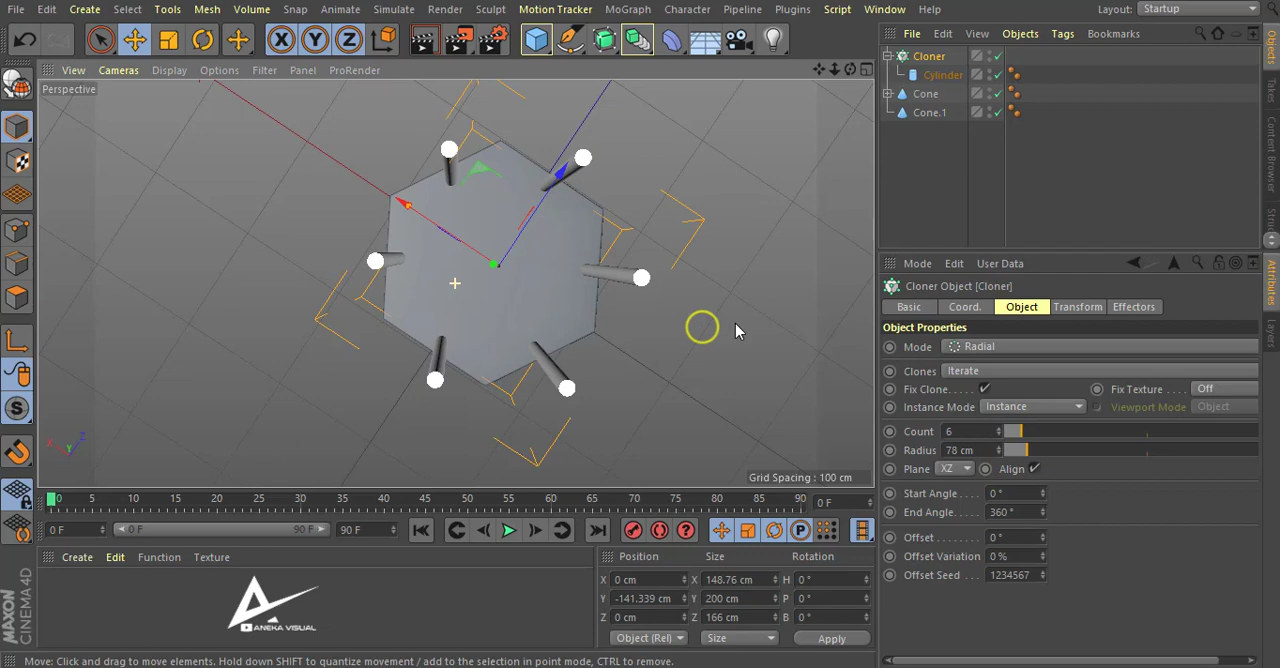 File Edit Create Select Tools Mesh Volume Snap Animate Simulate Render Sculpt Motion Tracker MoGraph Character Pipeline Plugins Script Window Help Layout: Startup
X Y Z
View Cameras Display Options Filter Panel ProRender
Perspective
Grid Spacing : 100 cm
X Y Z
File Edit View Objects Tags Bookmarks
Cloner
Cylinder
Cone
Cone.1
Objects
Takes
Content Browser
Attributes
Layers
Mode Edit User Data
Cloner Object [Cloner]
Basic Coord. Object Transform Effectors
Object Properties
Mode Radial
Clones Iterate
Fix Clone Fix Texture Off
Instance Mode Instance Viewport Mode Object
Count 6
Radius 78 cm
Plane XZ Align
Start Angle 0 °
End Angle 360 °
Offset 0 °
Offset Variation 0 %
Offset Seed 1234567
0 5 10 15 20 25 30 35 40 45 50 55 60 65 70 75 80 85 90 0 F
0 F 0 F 90 F 90 F
P
Create Edit Function Texture
Position Size Rotation
X 0 cm X 148.76 cm H 0 °
Y -141.339 cm Y 200 cm P 0 °
Z 0 cm Z 166 cm B 0 °
Object (Rel) Size Apply
ANEKA VISUAL
MAXON
CINEMA 4D
Move: Click and drag to move elements. Hold down SHIFT to quantize movement / add to the selection in point mode, CTRL to remove.